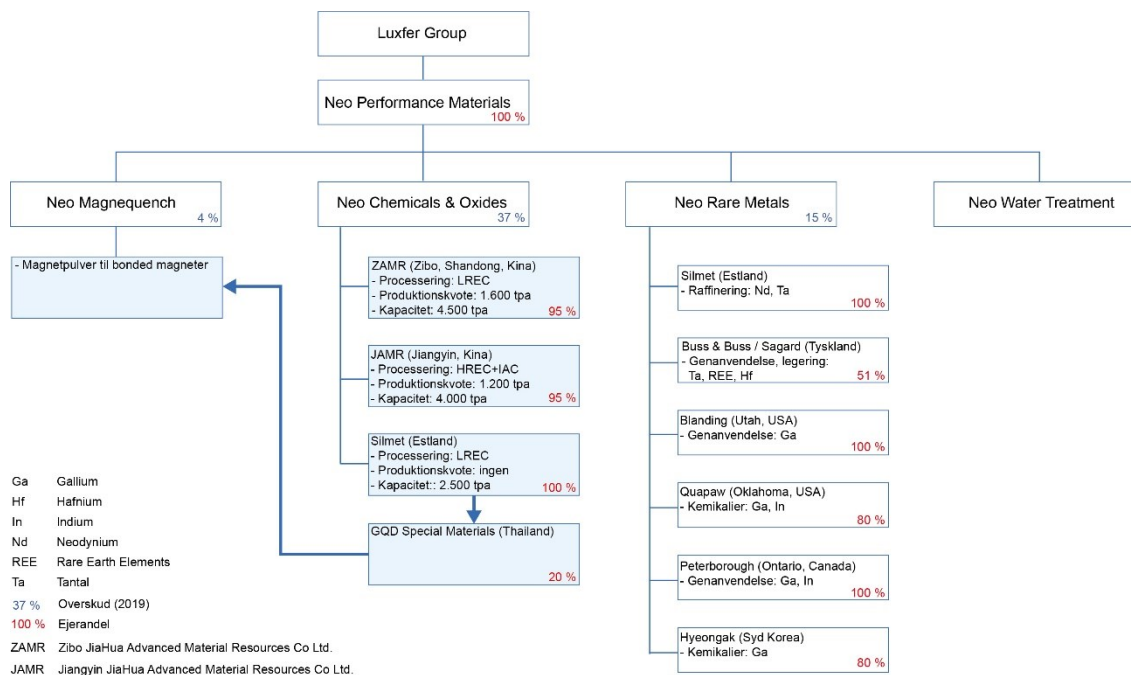 Luxfer Group
Neo Performance Materials
100 %
Neo Magnequench
4 %
Neo Chemicals & Oxides
37 %
Neo Rare Metals
15 %
Neo Water Treatment
- Magnetpulver til bonded magneter
ZAMR (Zibo, Shandong, Kina)
- Processering: LREC
- Produktionskvote: 1.600 tpa
- Kapacitet: 4.500 tpa
95 %
JAMR (Jiangyin, Kina)
- Processering: HREC+IAC
- Produktionskvote: 1.200 tpa
- Kapacitet: 4.000 tpa
95 %
Silmet (Estland)
- Processering: LREC
- Produktionskvote: ingen
- Kapacitet:: 2.500 tpa
100 %
GQD Special Materials (Thailand)
20 %
Silmet (Estland)
- Raffinering: Nd, Ta
100 %
Buss & Buss / Sagard (Tyskland)
- Genanvendelse, legering:
Ta, REE, Hf
51 %
Blanding (Utah, USA)
- Genanvendelse: Ga
100 %
Quapaw (Oklahoma, USA)
- Kemikalier: Ga, In
80 %
Peterborough (Ontario, Canada)
- Genanvendelse: Ga, In
100 %
Hyeongak (Syd Korea)
- Kemikalier: Ga
80 %
Ga Gallium
Hf Hafnium
In Indium
Nd Neodynium
REE Rare Earth Elements
Ta Tantal
37 % Overskud (2019)
100 % Ejerandel
ZAMR Zibo JiaHua Advanced Material Resources Co Ltd.
JAMR Jiangyin JiaHua Advanced Material Resources Co Ltd.